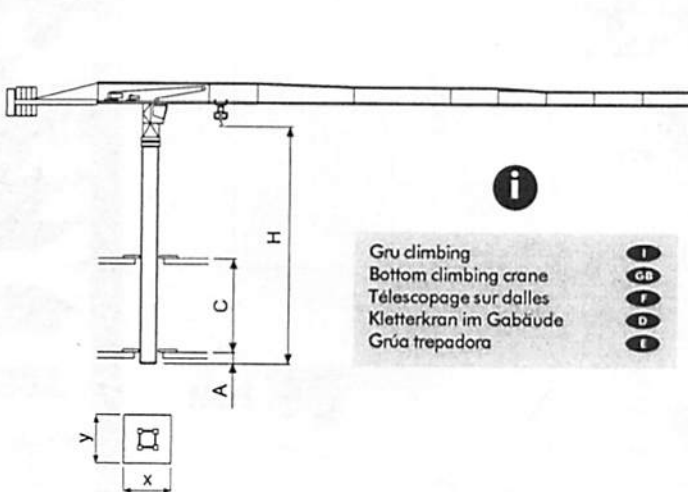 H
i
C
A
Gru climbing I
Bottom climbing crane GB
Télescopage sur dalles F
Kletterkran im Gabäude D
Grúa trepadora E
y
x